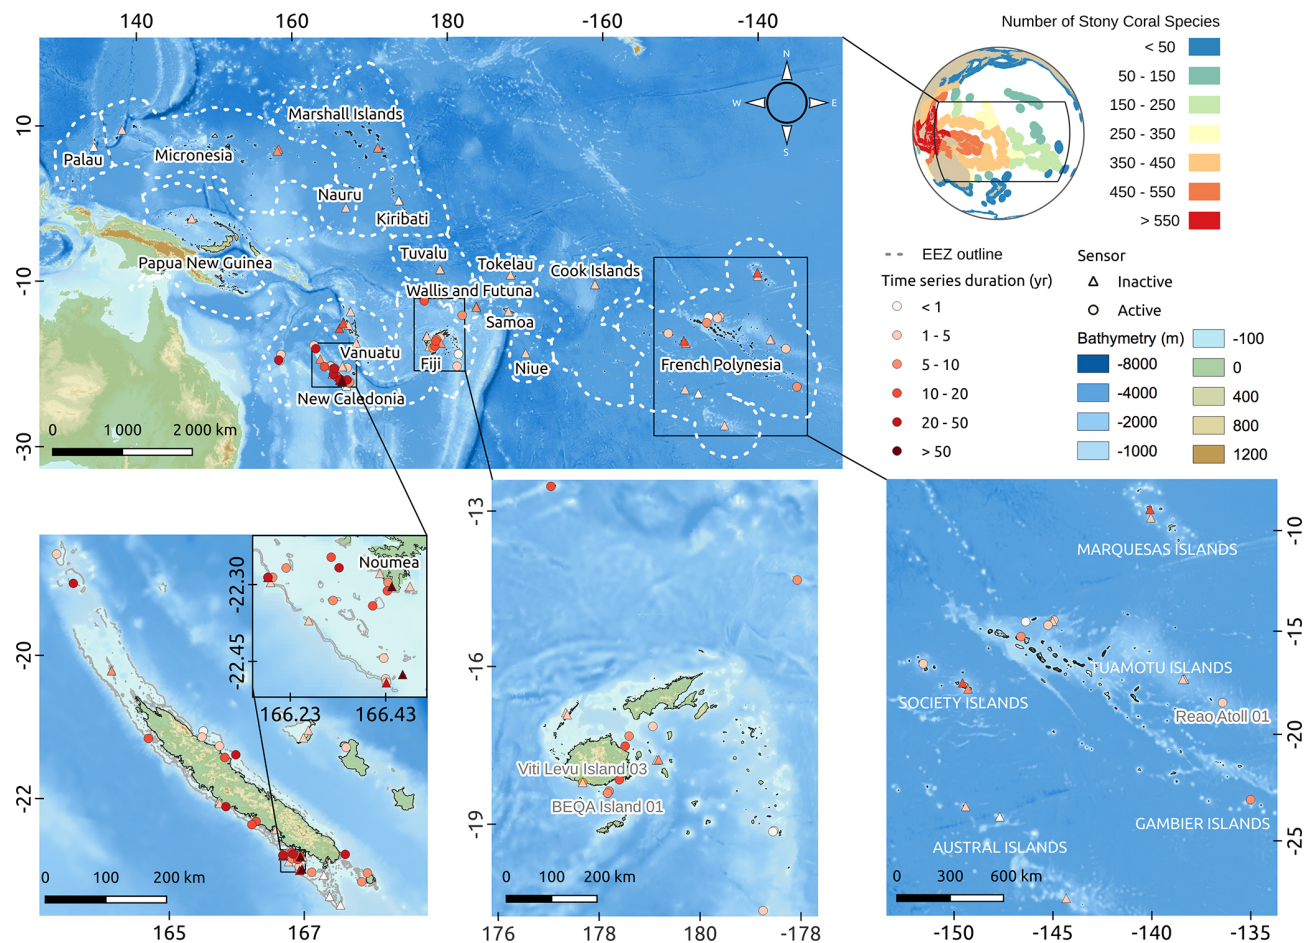 140 160 180 -160 -140
10
-10
-30
N
W E
S
Marshall Islands
Palau
Micronesia
Nauru
Kiribati
Papua New Guinea
Tuvalu
Tokelau
Cook Islands
Wallis and Futuna
Samoa
Vanuatu
Fiji
Niue
French Polynesia
New Caledonia
0 1 000 2 000 km
Number of Stony Coral Species
< 50
50 - 150
150 - 250
250 - 350
350 - 450
450 - 550
> 550
EEZ outline
Time series duration (yr)
< 1
1 - 5
5 - 10
10 - 20
20 - 50
> 50
Sensor
Inactive
Active
Bathymetry (m)
-8000
-4000
-2000
-1000
-100
0
400
800
1200
Noumea
-22.30
-22.45
166.23 166.43
-20
-22
0 100 200 km
165 167
-13
-16
-19
Viti Levu Island 03
BEQA Island 01
0 100 200 km
176 178 180 -178
MARQUESAS ISLANDS
TUAMOTU ISLANDS
SOCIETY ISLANDS
Reao Atoll 01
GAMBIER ISLANDS
AUSTRAL ISLANDS
0 300 600 km
-10
-15
-20
-25
-150 -145 -140 -135